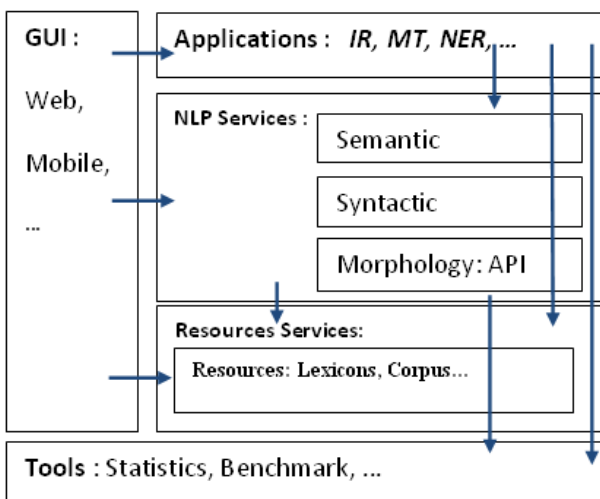 GUI :
Web,
Mobile,
...
Applications : IR, MT, NER, ...
NLP Services :
Semantic
Syntactic
Morphology: API
Resources Services:
Resources: Lexicons, Corpus...
Tools : Statistics, Benchmark, ...